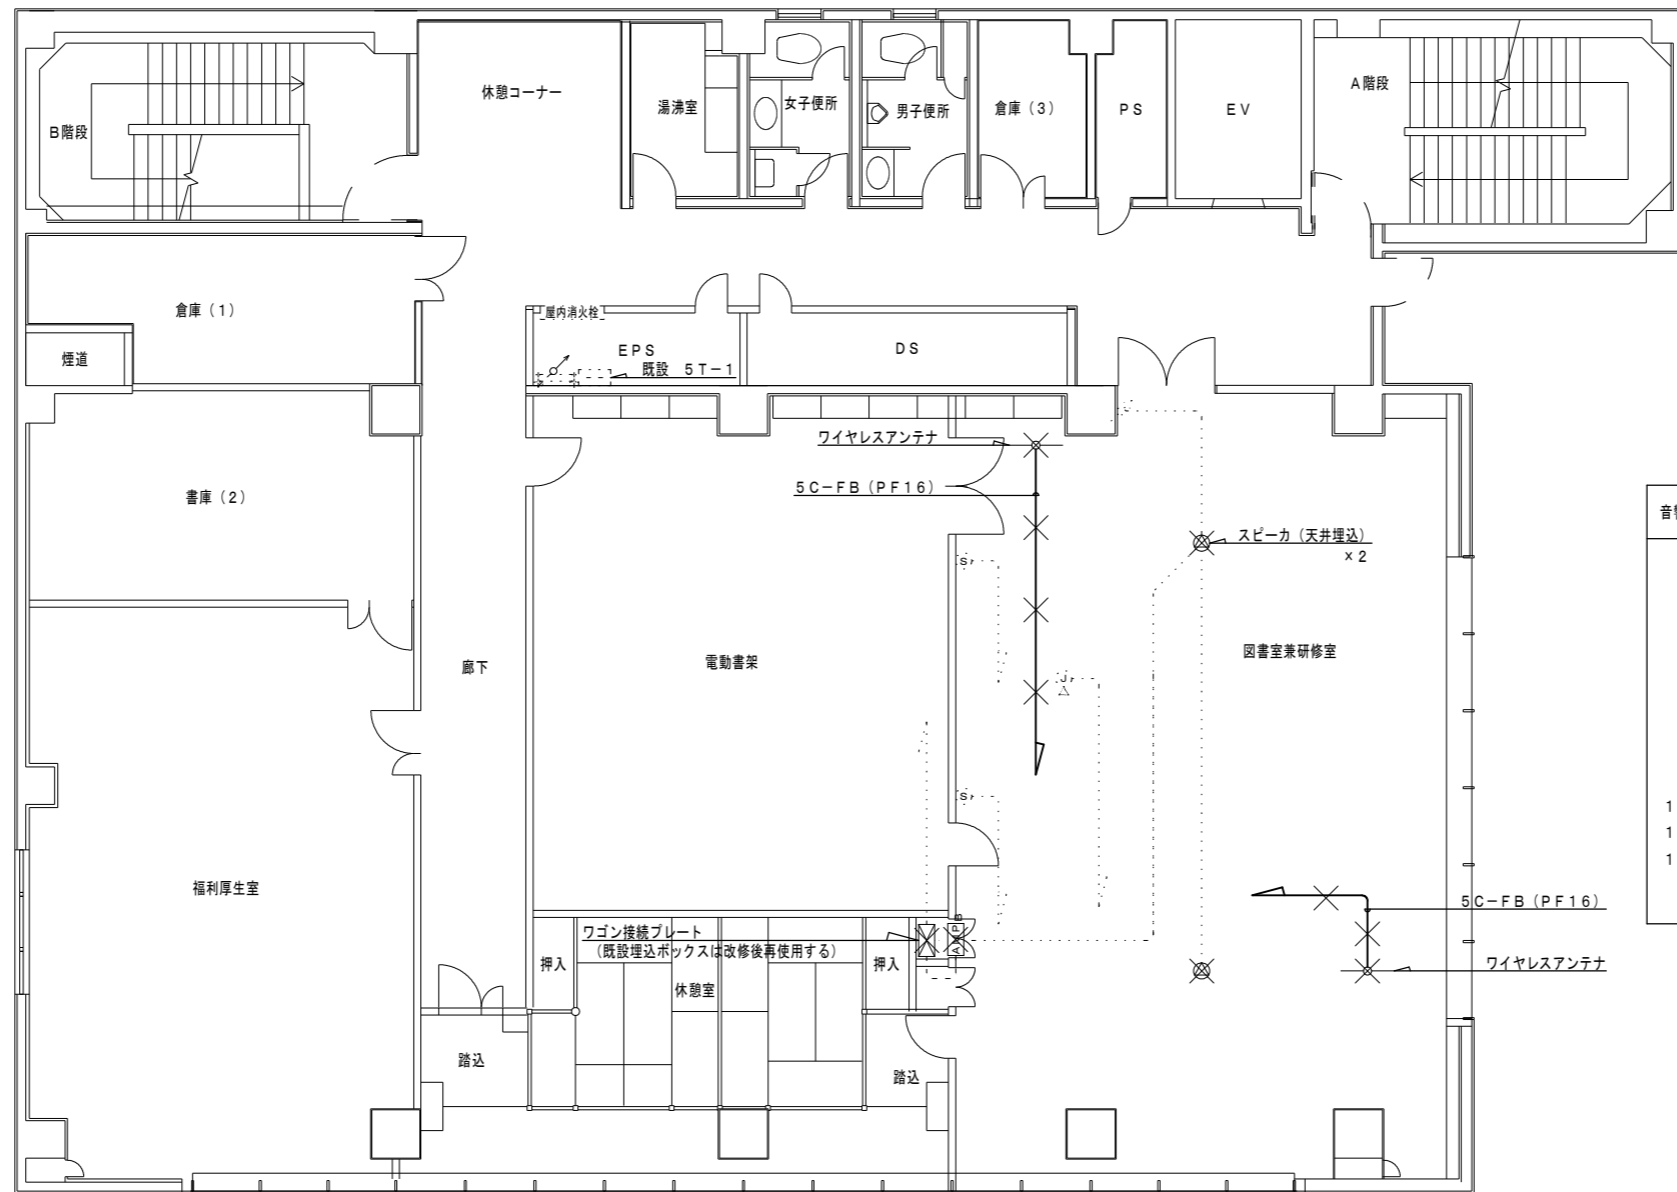 休憩コーナー
湯沸室
女子便所
男子便所
倉庫（3）
PS
EV
A階段
B階段
倉庫（1）
煙道
屋内消火栓
EPS
DS
既設 5T-1
ワイヤレスアンテナ
5C-FB（PF16）
書庫（2）
スピーカ（天井埋込）
×2
S
電動書架
図書室兼研修室
廊下
J
S
福利厚生室
5C-FB（PF16）
ワゴン接続プレート
（既設埋込ボックスは改修後再使用する）
押入
押入
休憩室
ワイヤレスアンテナ
踏込
踏込
1
1
1